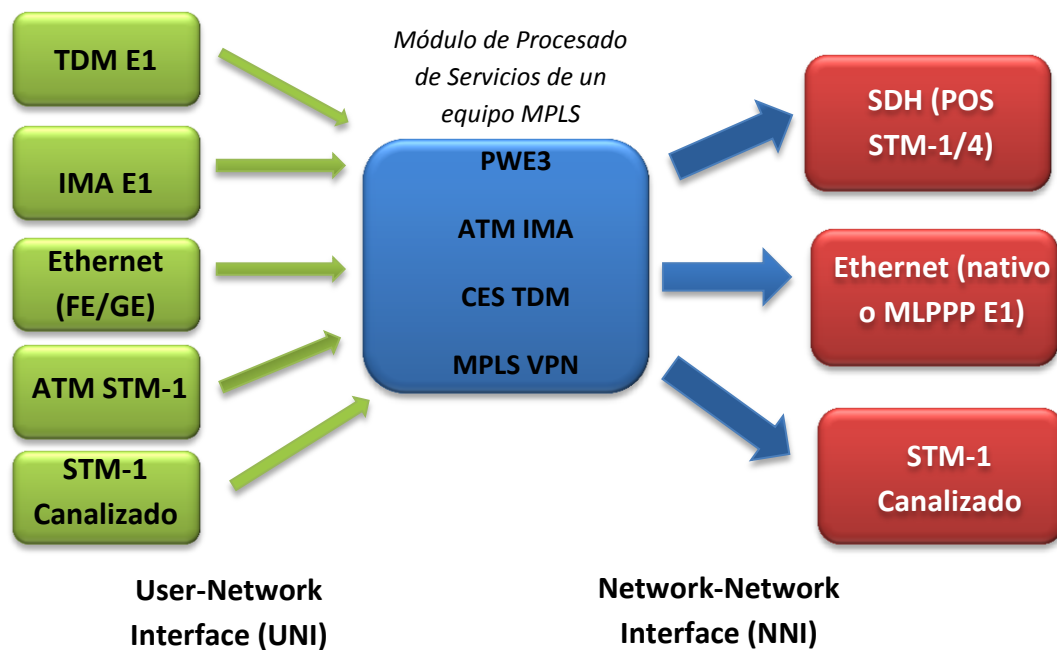 TDM E1
IMA E1
Ethernet
(FE/GE)
ATM STM-1
STM-1
Canalizado
User-Network
Interface (UNI)
Módulo de Procesado
de Servicios de un
equipo MPLS
PWE3
ATM IMA
CES TDM
MPLS VPN
SDH (POS
STM-1/4)
Ethernet (nativo
o MLPPP E1)
STM-1
Canalizado
Network-Network
Interface (NNI)